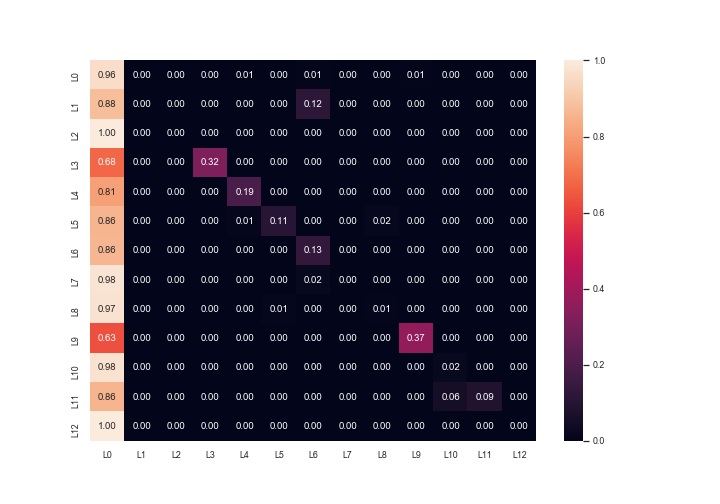 L0 0.96 0.00 0.00 0.00 0.01 0.00 0.01 0.00 0.00 0.01 0.00 0.00 0.00
L1 0.88 0.00 0.00 0.00 0.00 0.00 0.12 0.00 0.00 0.00 0.00 0.00 0.00
L2 1.00 0.00 0.00 0.00 0.00 0.00 0.00 0.00 0.00 0.00 0.00 0.00 0.00
L3 0.68 0.00 0.00 0.32 0.00 0.00 0.00 0.00 0.00 0.00 0.00 0.00 0.00
L4 0.81 0.00 0.00 0.00 0.19 0.00 0.00 0.00 0.00 0.00 0.00 0.00 0.00
L5 0.86 0.00 0.00 0.00 0.01 0.11 0.00 0.00 0.02 0.00 0.00 0.00 0.00
L6 0.86 0.00 0.00 0.00 0.00 0.00 0.13 0.00 0.00 0.00 0.00 0.00 0.00
L7 0.98 0.00 0.00 0.00 0.00 0.00 0.02 0.00 0.00 0.00 0.00 0.00 0.00
L8 0.97 0.00 0.00 0.00 0.00 0.01 0.00 0.00 0.01 0.00 0.00 0.00 0.00
L9 0.63 0.00 0.00 0.00 0.00 0.00 0.00 0.00 0.00 0.37 0.00 0.00 0.00
L10 0.98 0.00 0.00 0.00 0.00 0.00 0.00 0.00 0.00 0.00 0.02 0.00 0.00
L11 0.86 0.00 0.00 0.00 0.00 0.00 0.00 0.00 0.00 0.00 0.06 0.09 0.00
L12 1.00 0.00 0.00 0.00 0.00 0.00 0.00 0.00 0.00 0.00 0.00 0.00 0.00
L0 L1 L2 L3 L4 L5 L6 L7 L8 L9 L10 L11 L12
1.0
0.8
0.6
0.4
0.2
0.0